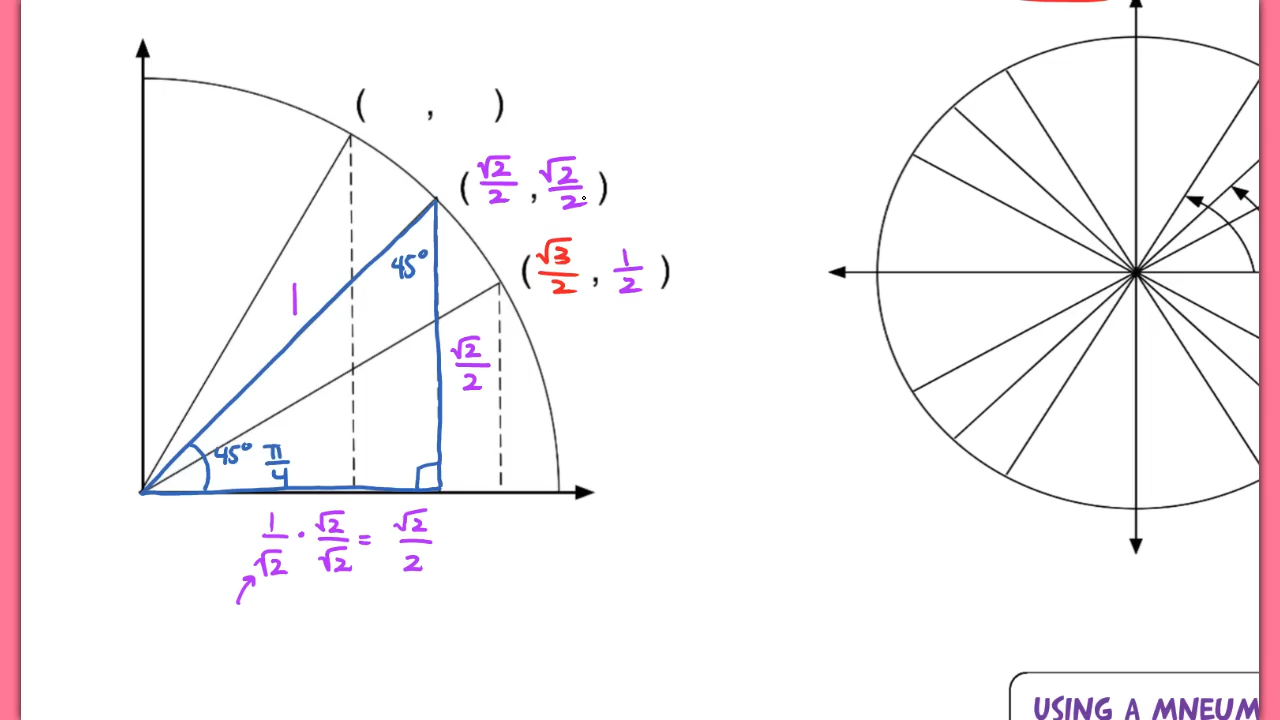 ( , )
(√2/2, √2/2)
(√3/2, 1/2)
45°
1
√2/2
45° π/4
1/√2 · √2/√2 = √2/2
USING A MNEUM